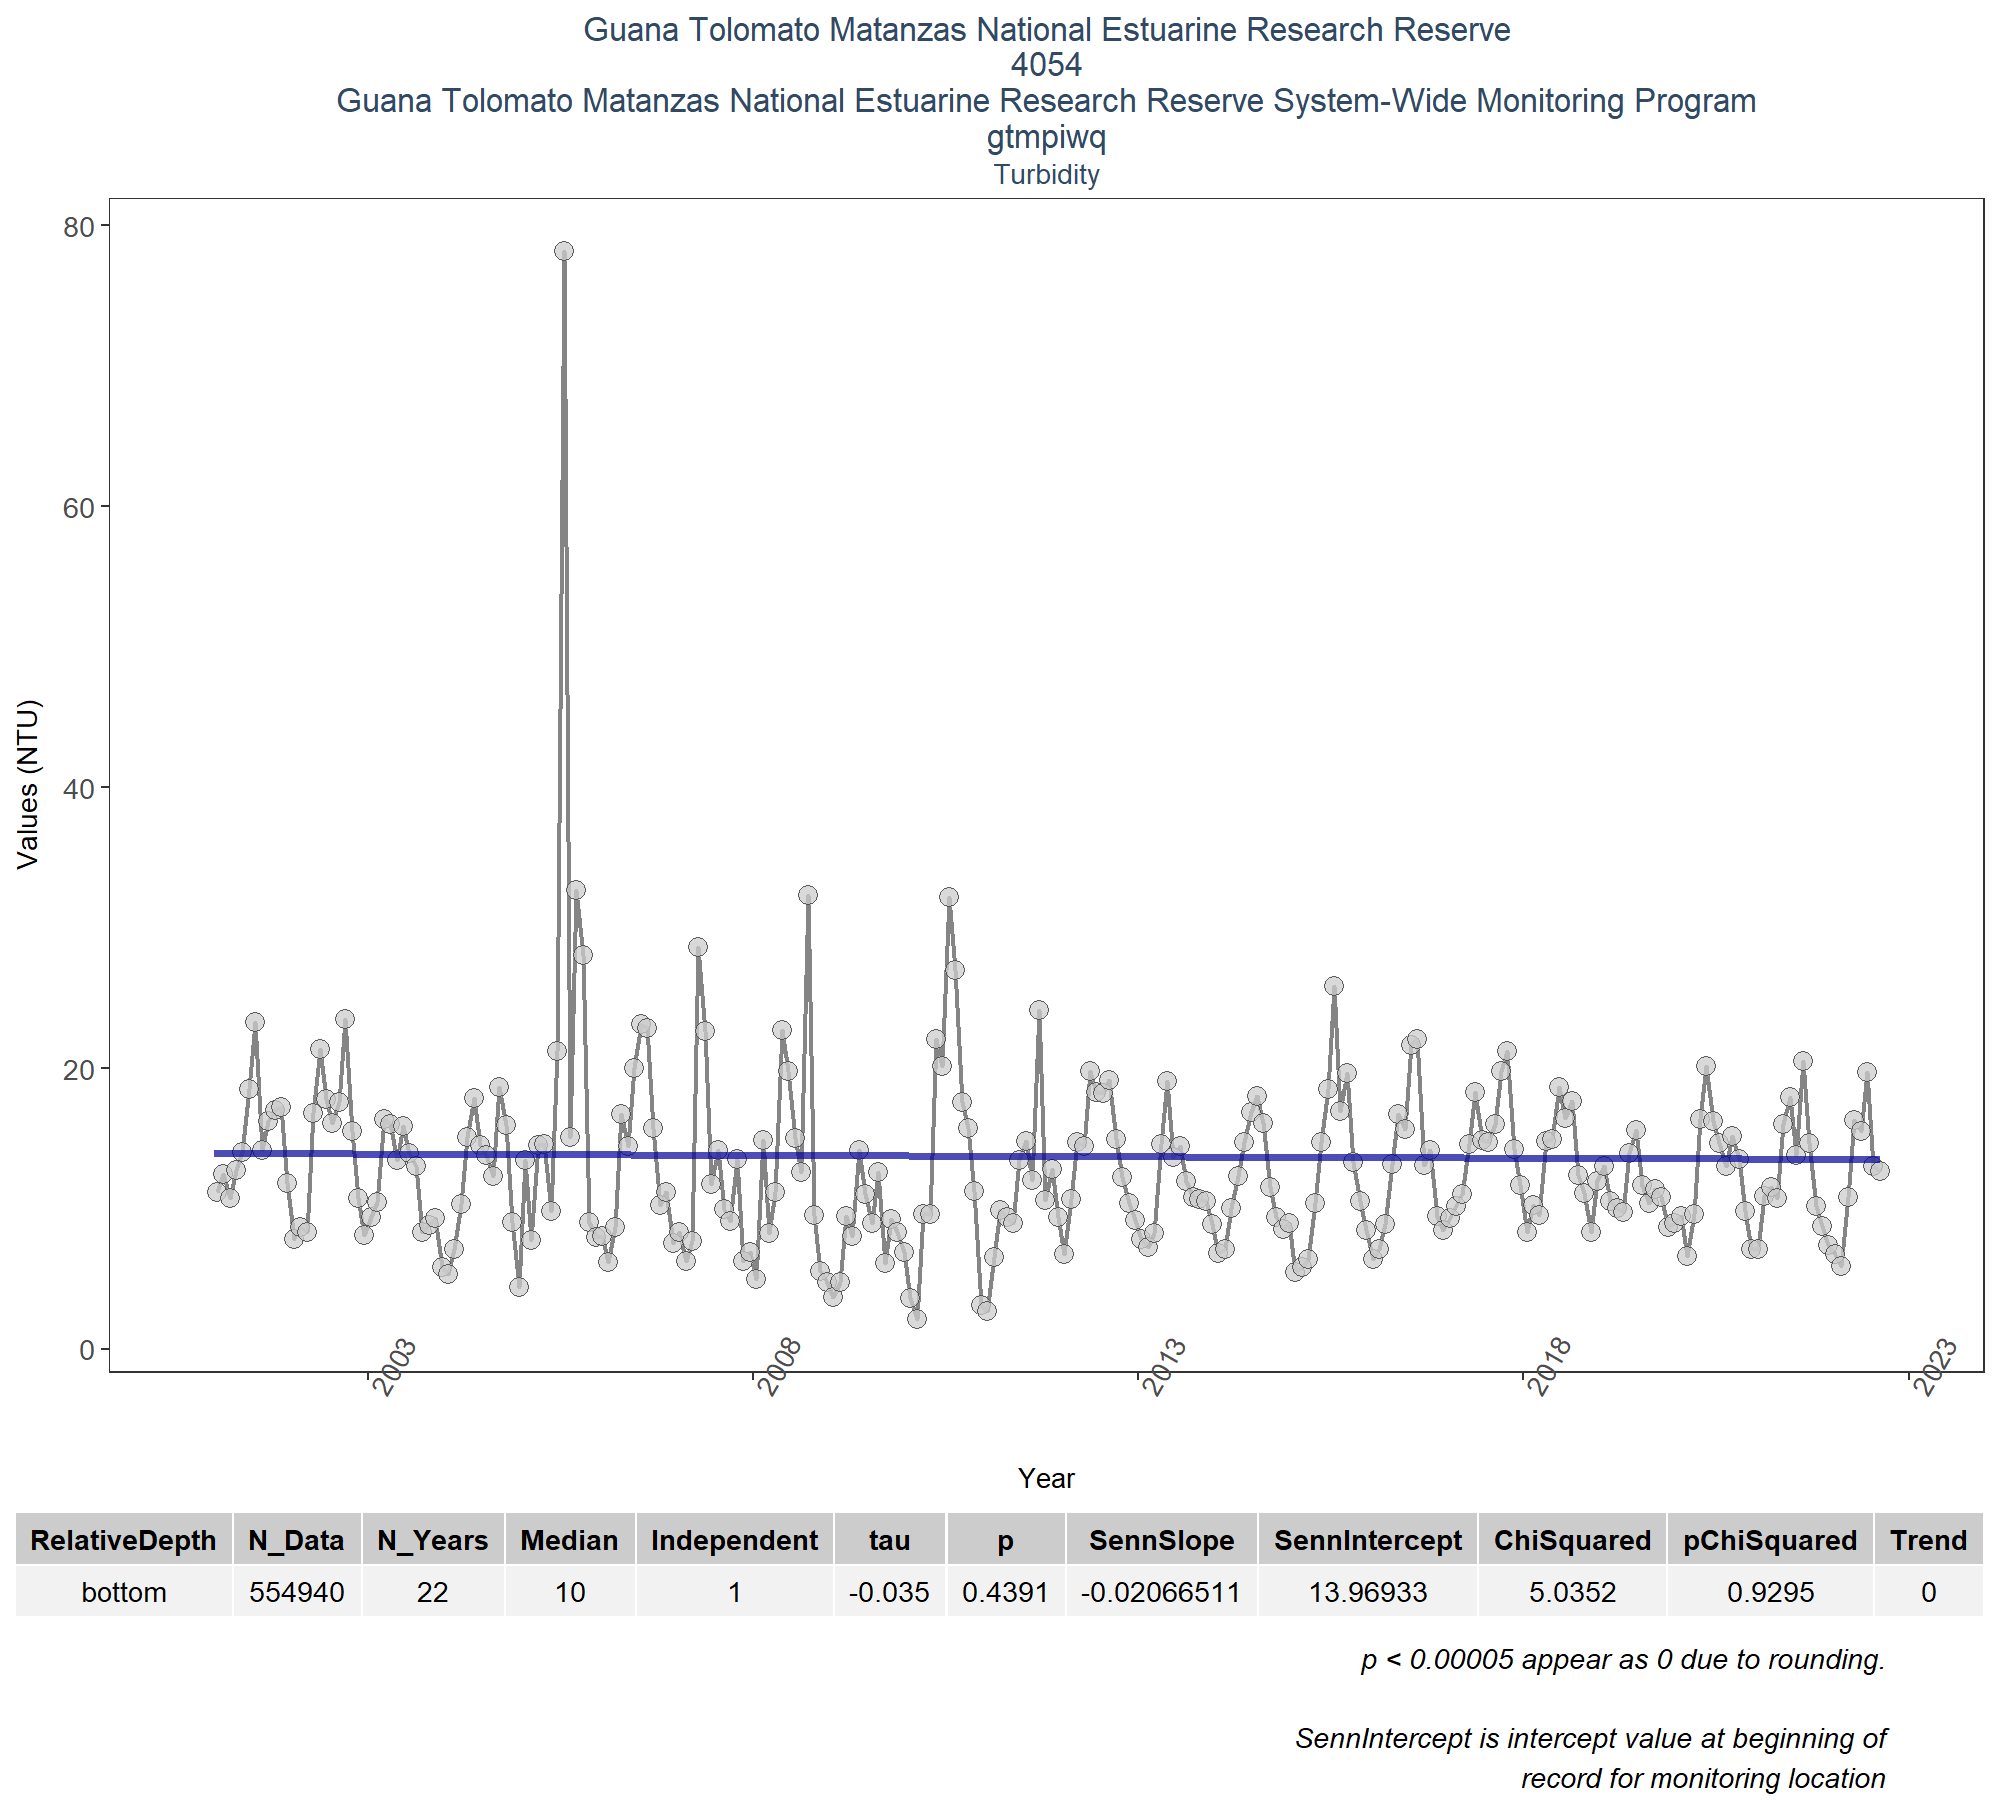 Guana Tolomato Matanzas National Estuarine Research Reserve
4054
Guana Tolomato Matanzas National Estuarine Research Reserve System-Wide Monitoring Program
gtmpiwq
Turbidity
80
60
40
20
0
Values (NTU)
2003
2008
2013
2018
2023
Year
RelativeDepth N_Data N_Years Median Independent tau p SennSlope SennIntercept ChiSquared pChiSquared Trend
bottom 554940 22 10 1 -0.035 0.4391 -0.02066511 13.96933 5.0352 0.9295 0
p < 0.00005 appear as 0 due to rounding.
SennIntercept is intercept value at beginning of
record for monitoring location